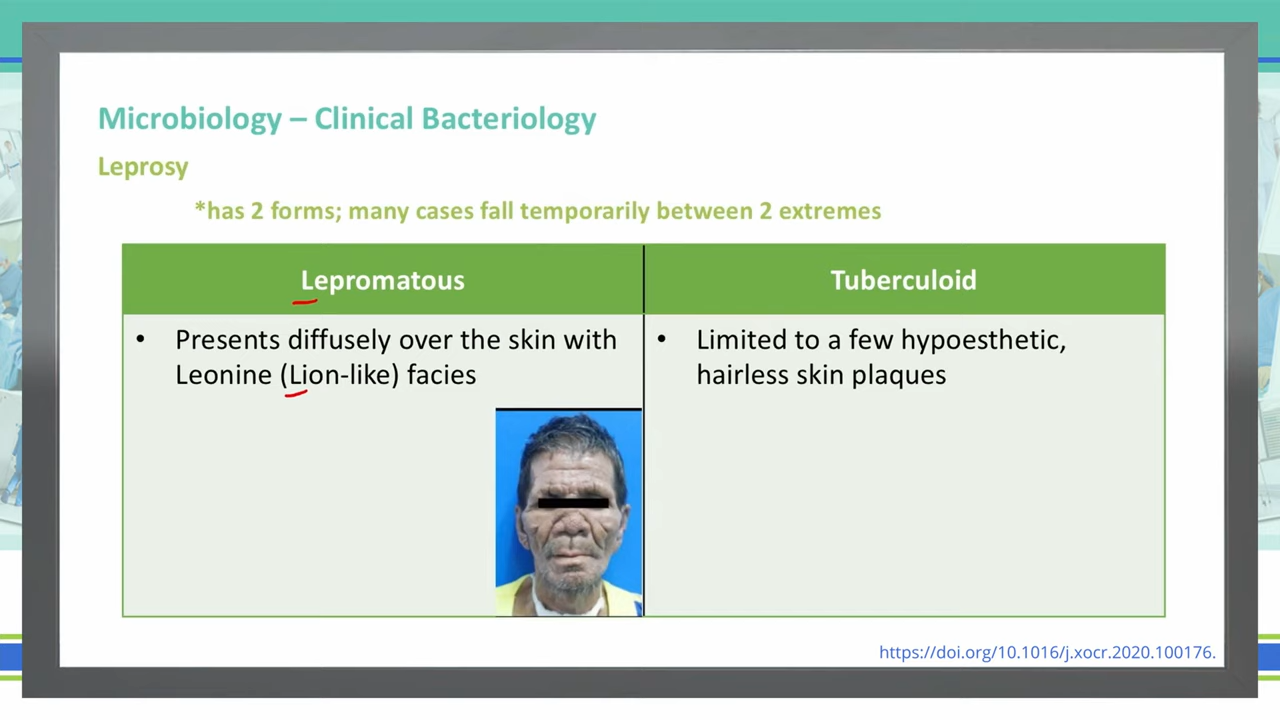 Microbiology – Clinical Bacteriology
Leprosy
*has 2 forms; many cases fall temporarily between 2 extremes
Lepromatous
Tuberculoid
• Presents diffusely over the skin with
Leonine (Lion-like) facies
• Limited to a few hypoesthetic,
hairless skin plaques
https://doi.org/10.1016/j.xocr.2020.100176.